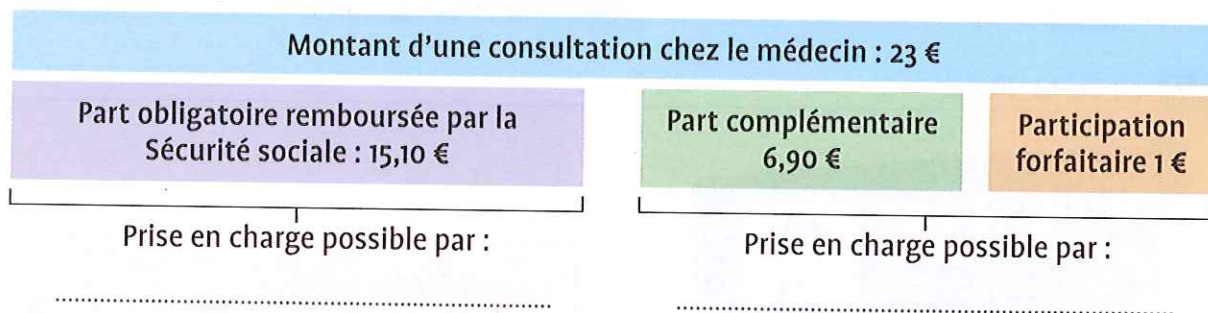 Montant d'une consultation chez le médecin : 23 €
Part obligatoire remboursée par la
Sécurité sociale : 15,10 €
Part complémentaire
6,90 €
Participation
forfaitaire 1 €
Prise en charge possible par :
Prise en charge possible par :